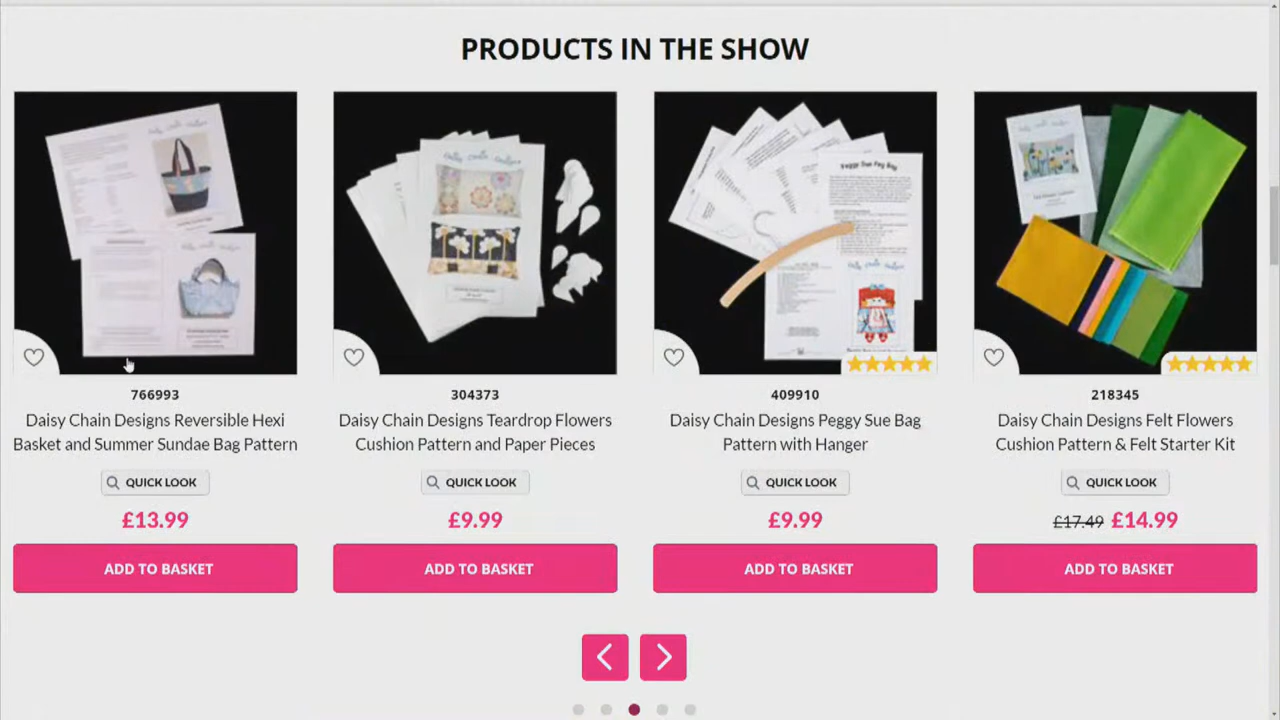 PRODUCTS IN THE SHOW
Peggy Sue Peg Bag
766993
304373
409910
218345
Daisy Chain Designs Reversible Hexi
Basket and Summer Sundae Bag Pattern
Daisy Chain Designs Teardrop Flowers
Cushion Pattern and Paper Pieces
Daisy Chain Designs Peggy Sue Bag
Pattern with Hanger
Daisy Chain Designs Felt Flowers
Cushion Pattern & Felt Starter Kit
QUICK LOOK
QUICK LOOK
QUICK LOOK
QUICK LOOK
£13.99
£9.99
£9.99
£17.49 £14.99
ADD TO BASKET
ADD TO BASKET
ADD TO BASKET
ADD TO BASKET